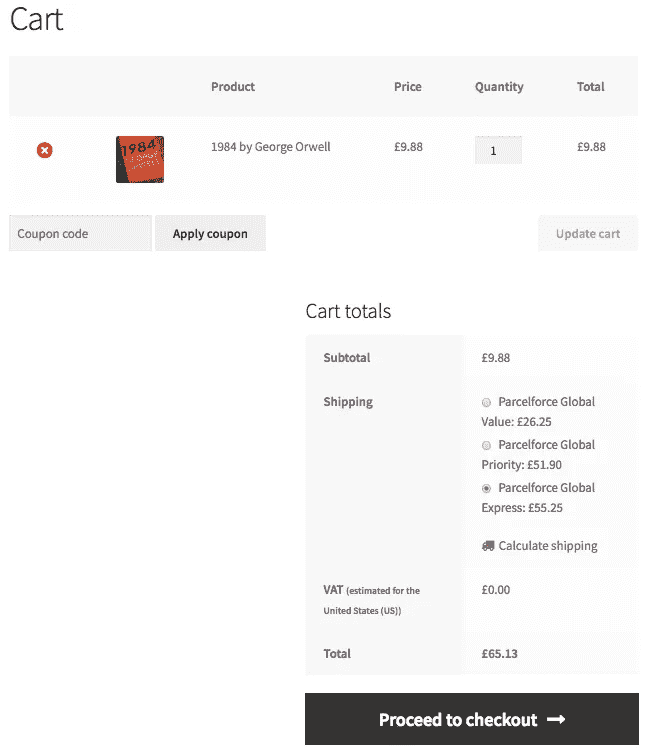 Cart
Product Price Quantity Total
1984
1984 by George Orwell £9.88 1 £9.88
Coupon code Apply coupon Update cart
Cart totals
Subtotal £9.88
Shipping Parcelforce Global
Value: £26.25
Parcelforce Global
Priority: £51.90
Parcelforce Global
Express: £55.25
Calculate shipping
VAT (estimated for the £0.00
United States (US))
Total £65.13
Proceed to checkout →